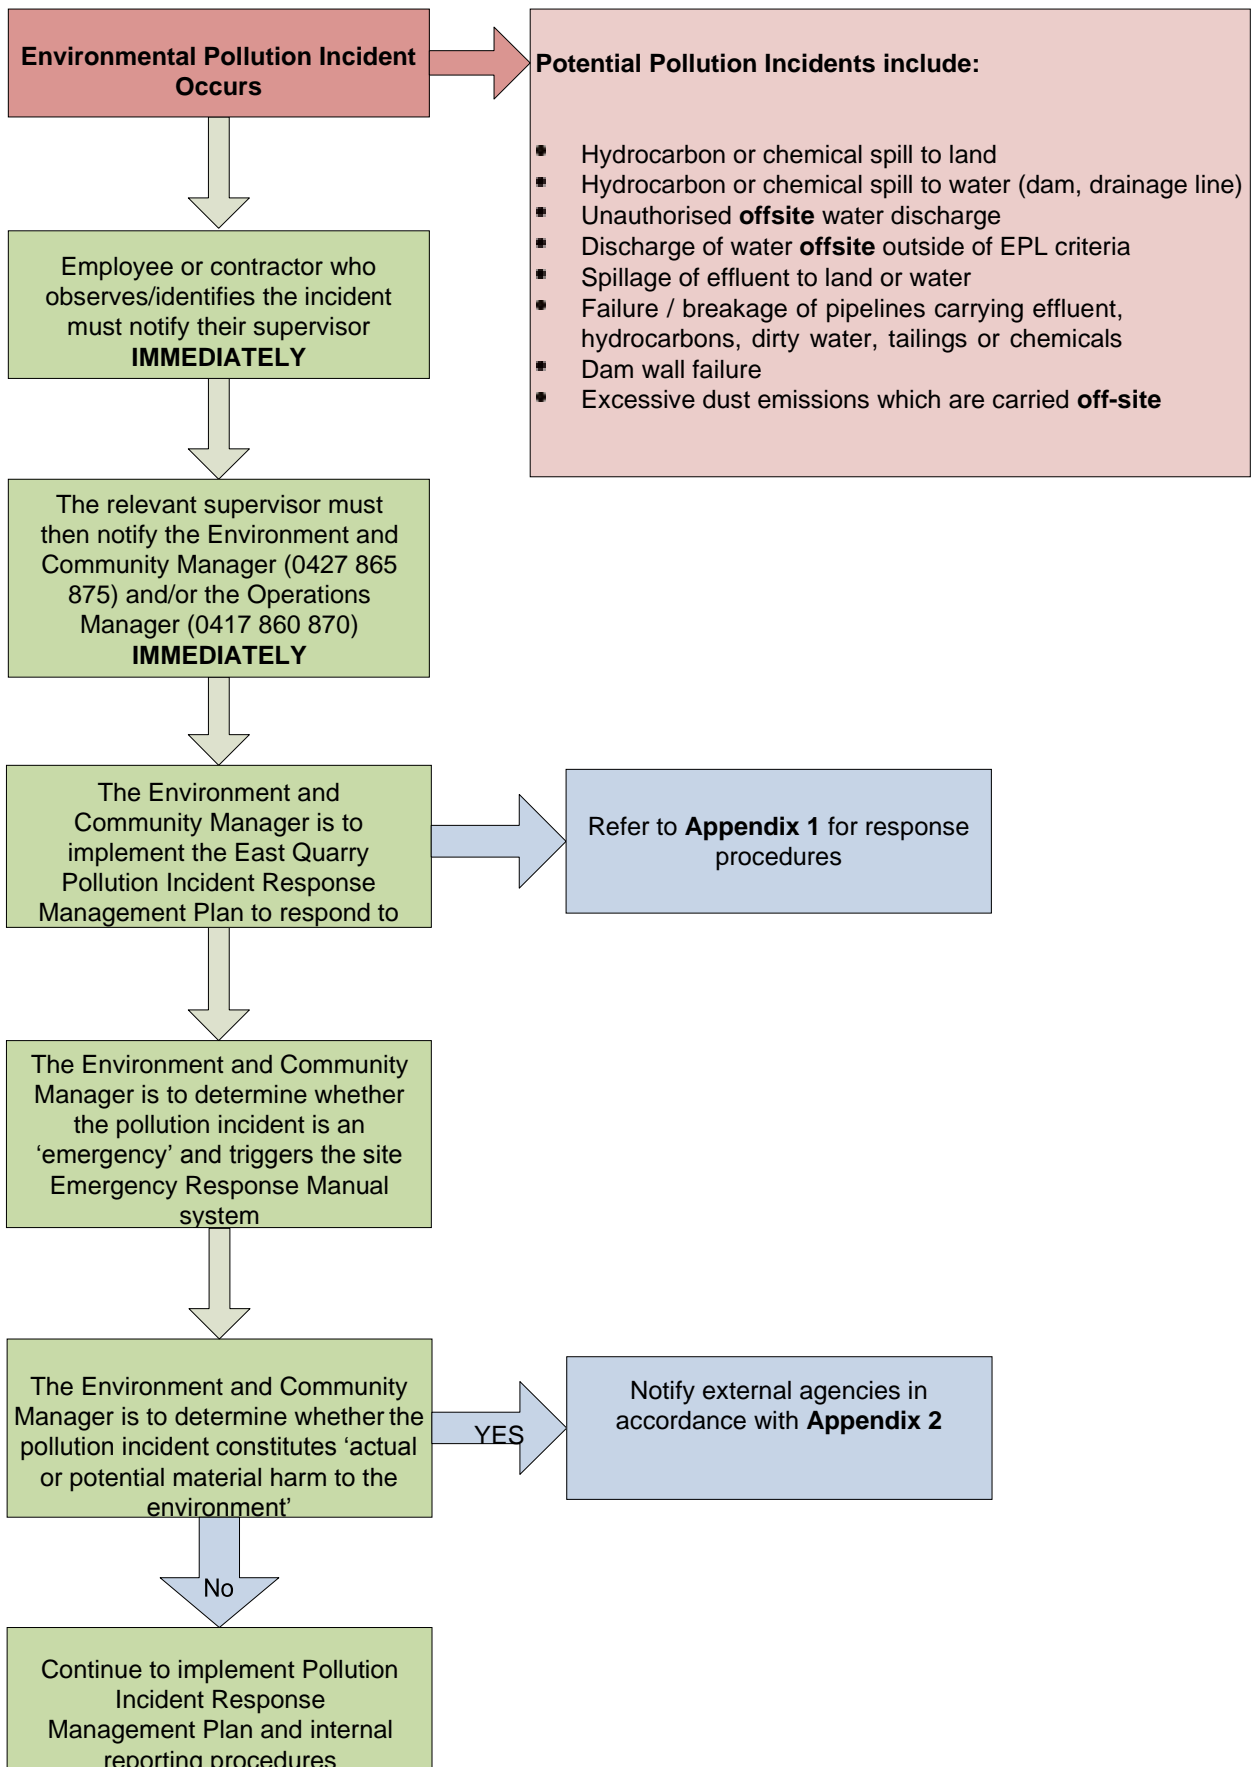 Environmental Pollution Incident
Occurs
Potential Pollution Incidents include:
▪ Hydrocarbon or chemical spill to land
▪ Hydrocarbon or chemical spill to water (dam, drainage line)
▪ Unauthorised offsite water discharge
▪ Discharge of water offsite outside of EPL criteria
▪ Spillage of effluent to land or water
▪ Failure / breakage of pipelines carrying effluent,
hydrocarbons, dirty water, tailings or chemicals
▪ Dam wall failure
▪ Excessive dust emissions which are carried off-site
Employee or contractor who
observes/identifies the incident
must notify their supervisor
IMMEDIATELY
The relevant supervisor must
then notify the Environment and
Community Manager (0427 865
875) and/or the Operations
Manager (0417 860 870)
IMMEDIATELY
The Environment and
Community Manager is to
implement the East Quarry
Pollution Incident Response
Management Plan to respond to
Refer to Appendix 1 for response
procedures
The Environment and Community
Manager is to determine whether
the pollution incident is an
‘emergency’ and triggers the site
Emergency Response Manual
system
The Environment and Community
Manager is to determine whether the
pollution incident constitutes ‘actual
or potential material harm to the
environment’
YES
Notify external agencies in
accordance with Appendix 2
No
Continue to implement Pollution
Incident Response
Management Plan and internal
reporting procedures